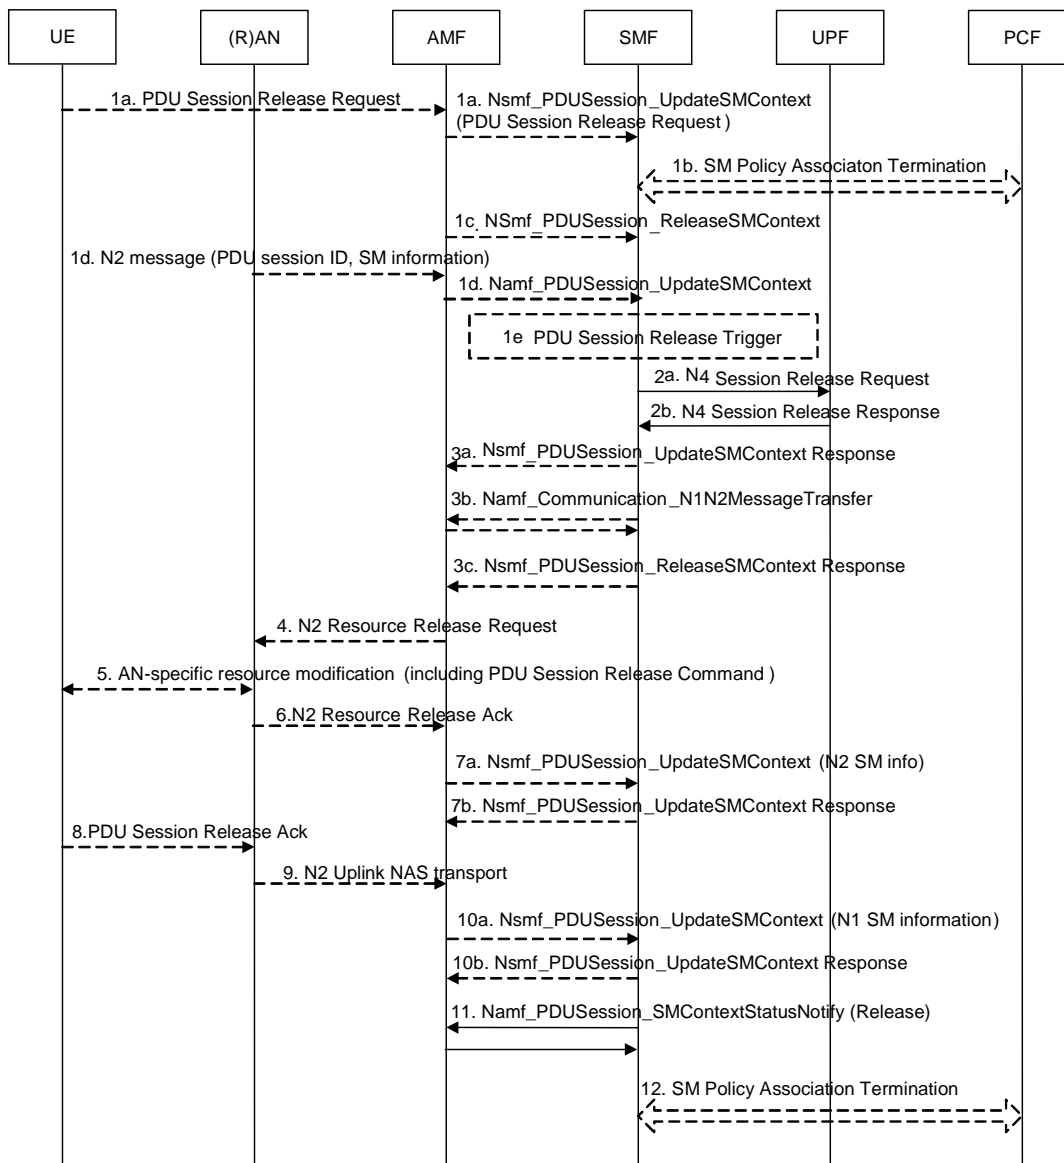 UE
(R)AN
AMF
SMF
UPF
PCF
1a. PDU Session Release Request
1a. Nsmf_PDUSession_UpdateSMContext
(PDU Session Release Request )
1b. SM Policy Associaton Termination
1c. NSmf_PDUSession_ReleaseSMContext
1d. N2 message (PDU session ID, SM information)
1d. Namf_PDUSession_UpdateSMContext
1e PDU Session Release Trigger
2a. N4 Session Release Request
2b. N4 Session Release Response
3a. Nsmf_PDUSession_UpdateSMContext Response
3b. Namf_Communication_N1N2MessageTransfer
3c. Nsmf_PDUSession_ReleaseSMContext Response
4. N2 Resource Release Request
5. AN-specific resource modification (including PDU Session Release Command )
6.N2 Resource Release Ack
7a. Nsmf_PDUSession_UpdateSMContext (N2 SM info)
7b. Nsmf_PDUSession_UpdateSMContext Response
8.PDU Session Release Ack
9. N2 Uplink NAS transport
10a. Nsmf_PDUSession_UpdateSMContext (N1 SM information)
10b. Nsmf_PDUSession_UpdateSMContext Response
11. Namf_PDUSession_SMContextStatusNotify (Release)
12. SM Policy Association Termination